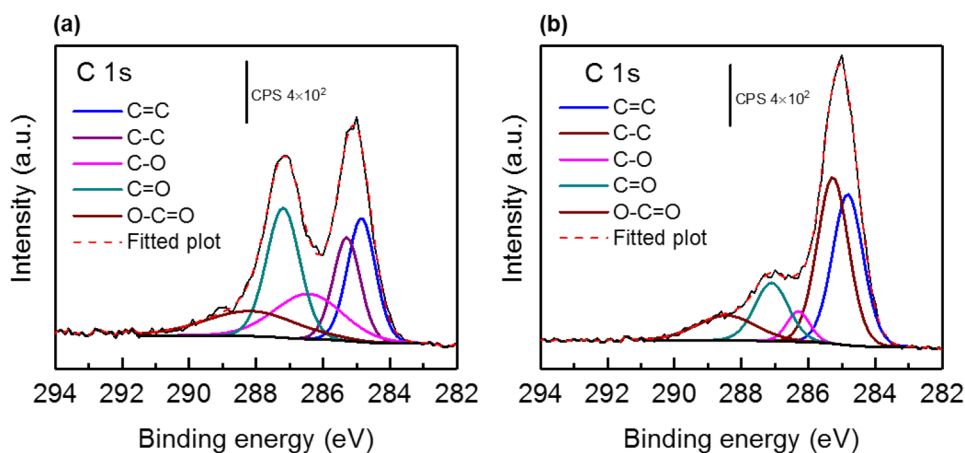 (a)
C 1s
CPS 4×10²
C=C
C-C
C-O
C=O
O-C=O
Fitted plot
Intensity (a.u.)
294 292 290 288 286 284 282
Binding energy (eV)
(b)
C 1s
CPS 4×10²
C=C
C-C
C-O
C=O
O-C=O
Fitted plot
Intensity (a.u.)
294 292 290 288 286 284 282
Binding energy (eV)